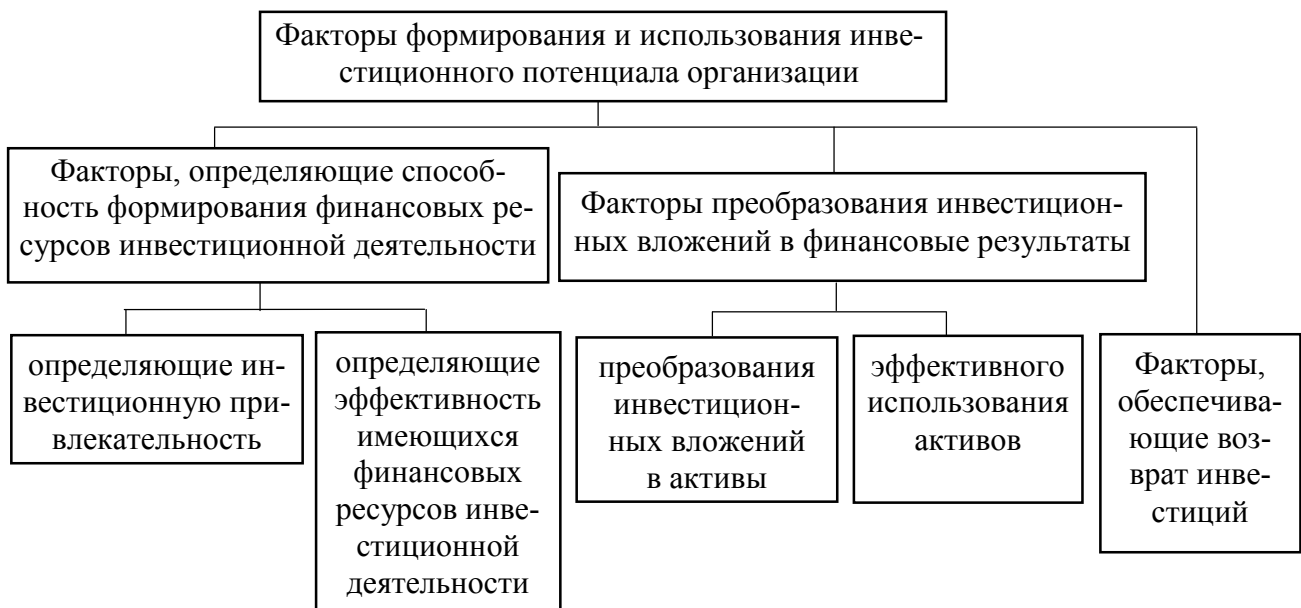 Факторы формирования и использования инве-
стиционного потенциала организации
Факторы, определяющие способ-
ность формирования финансовых ре-
сурсов инвестиционной деятельности
Факторы преобразования инвестицион-
ных вложений в финансовые результаты
определяющие ин-
вестиционную при-
влекательность
определяющие
эффективность
имеющихся
финансовых
ресурсов инве-
стиционной
деятельности
преобразования
инвестицион-
ных вложений
в активы
эффективного
использования
активов
Факторы,
обеспечива-
ющие воз-
врат инве-
стиций